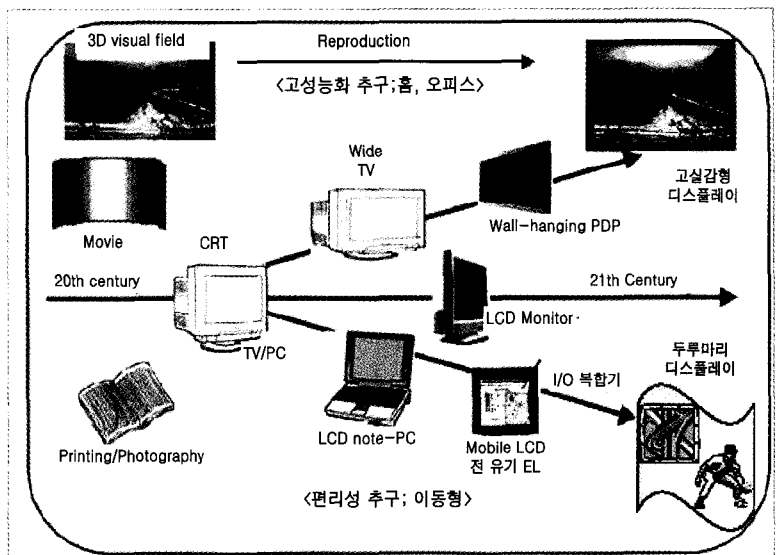 3D visual field
Reproduction
<고성능화 추구;홈, 오피스>
Wide
TV
고실감형
디스플레이
Wall-hanging PDP
Movie
CRT
20th century
21th Century
LCD Monitor
TV/PC
두루마리
디스플레이
I/O 복합기
LCD note-PC
Mobile LCD
전 유기 EL
Printing/Photography
<편리성 추구; 이동형>